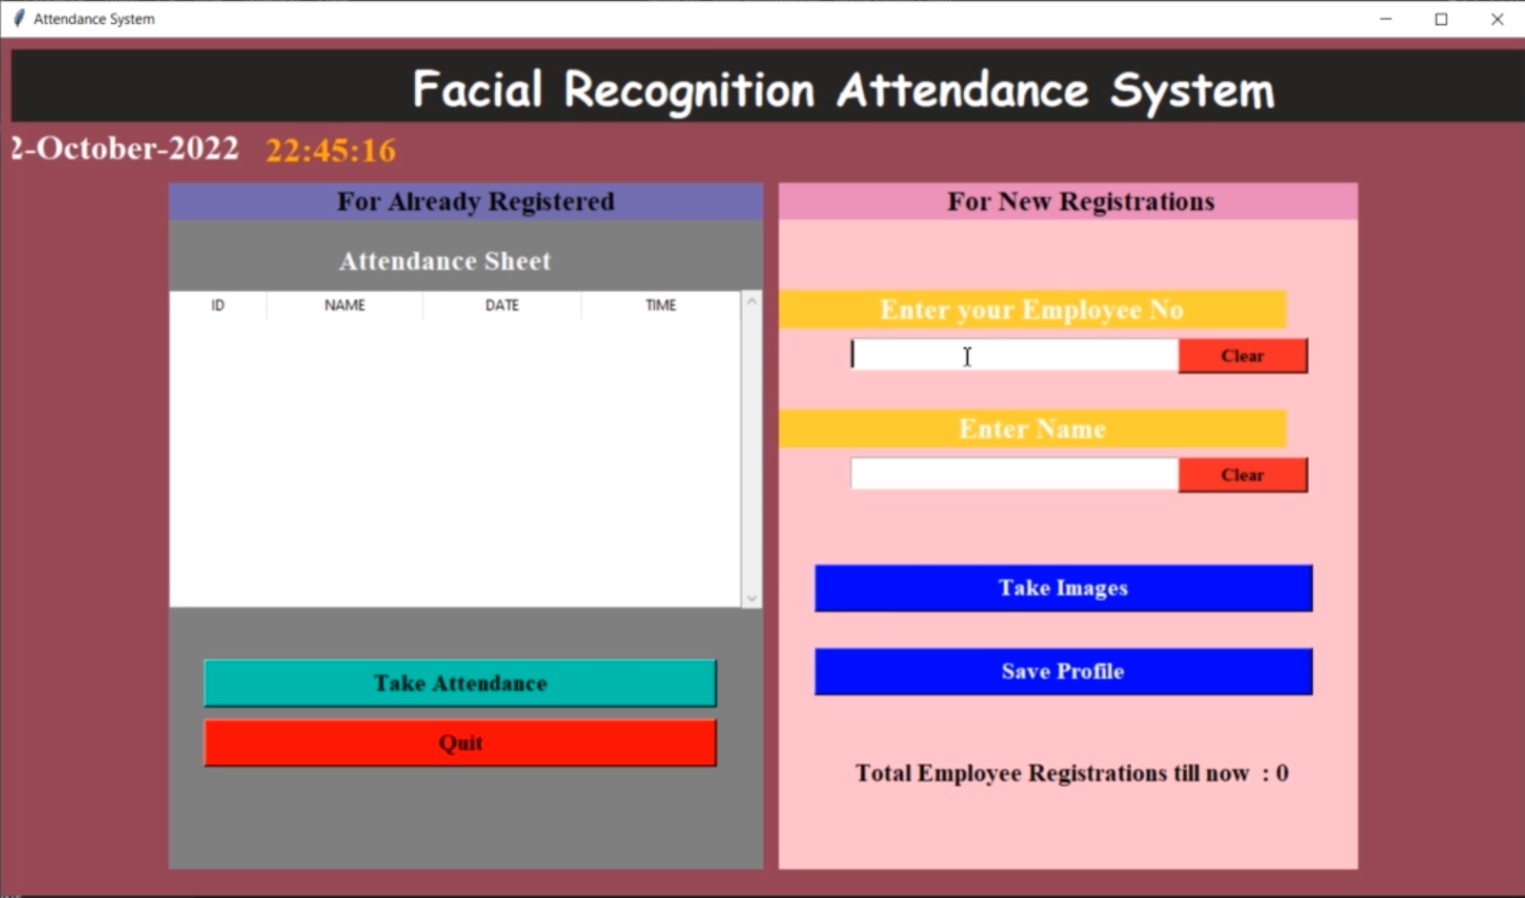 Attendance System
Facial Recognition Attendance System
2-October-2022 22:45:16
For Already Registered
Attendance Sheet
ID NAME DATE TIME
Take Attendance
Quit
For New Registrations
Enter your Employee No
Clear
Enter Name
Clear
Take Images
Save Profile
Total Employee Registrations till now : 0